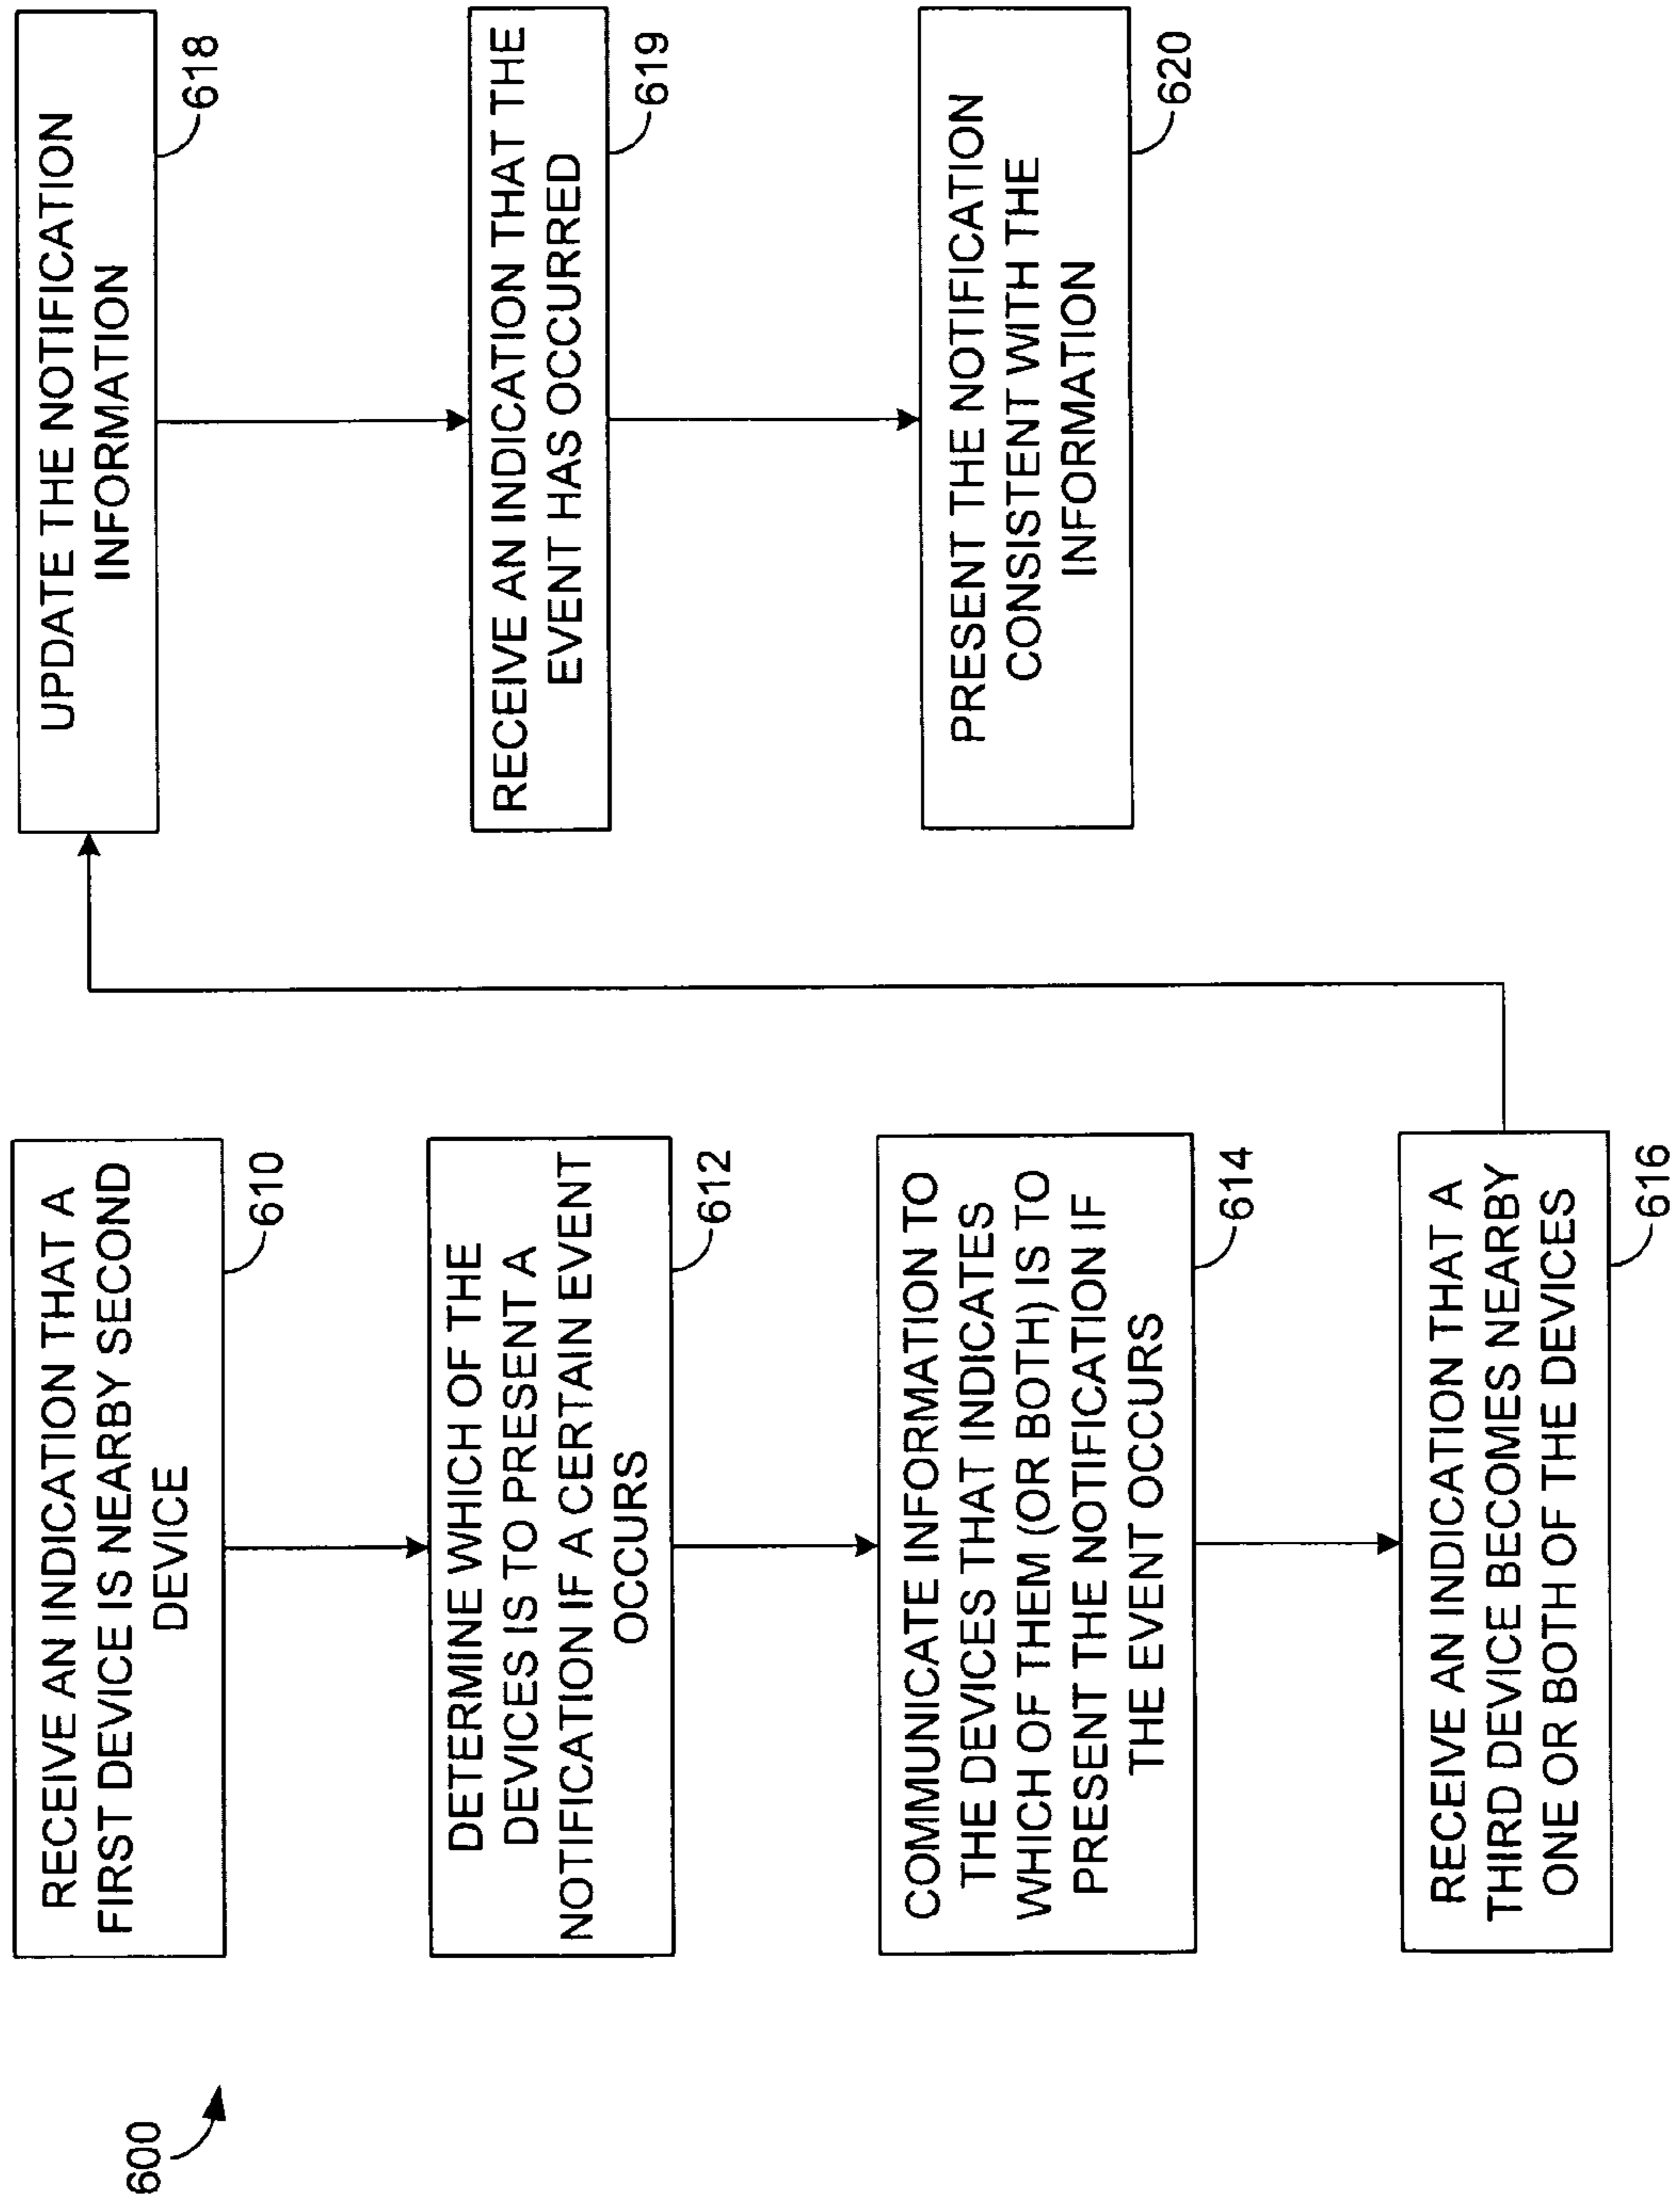 600
RECEIVE AN INDICATION THAT A
FIRST DEVICE IS NEARBY SECOND
DEVICE
610
DETERMINE WHICH OF THE
DEVICES IS TO PRESENT A
NOTIFICATION IF A CERTAIN EVENT
OCCURS
612
COMMUNICATE INFORMATION TO
THE DEVICES THAT INDICATES
WHICH OF THEM (OR BOTH) IS TO
PRESENT THE NOTIFICATION IF
THE EVENT OCCURS
614
RECEIVE AN INDICATION THAT A
THIRD DEVICE BECOMES NEARBY
ONE OR BOTH OF THE DEVICES
616
UPDATE THE NOTIFICATION
INFORMATION
618
RECEIVE AN INDICATION THAT THE
EVENT HAS OCCURRED
619
PRESENT THE NOTIFICATION
CONSISTENT WITH THE
INFORMATION
620